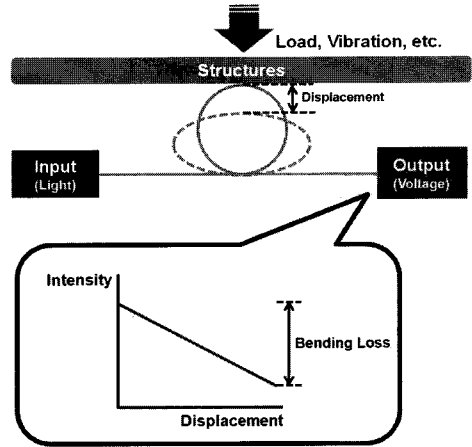 Load, Vibration, etc.
Structures
Displacement
Input
(Light)
Output
(Voltage)
Intensity
Bending Loss
Displacement